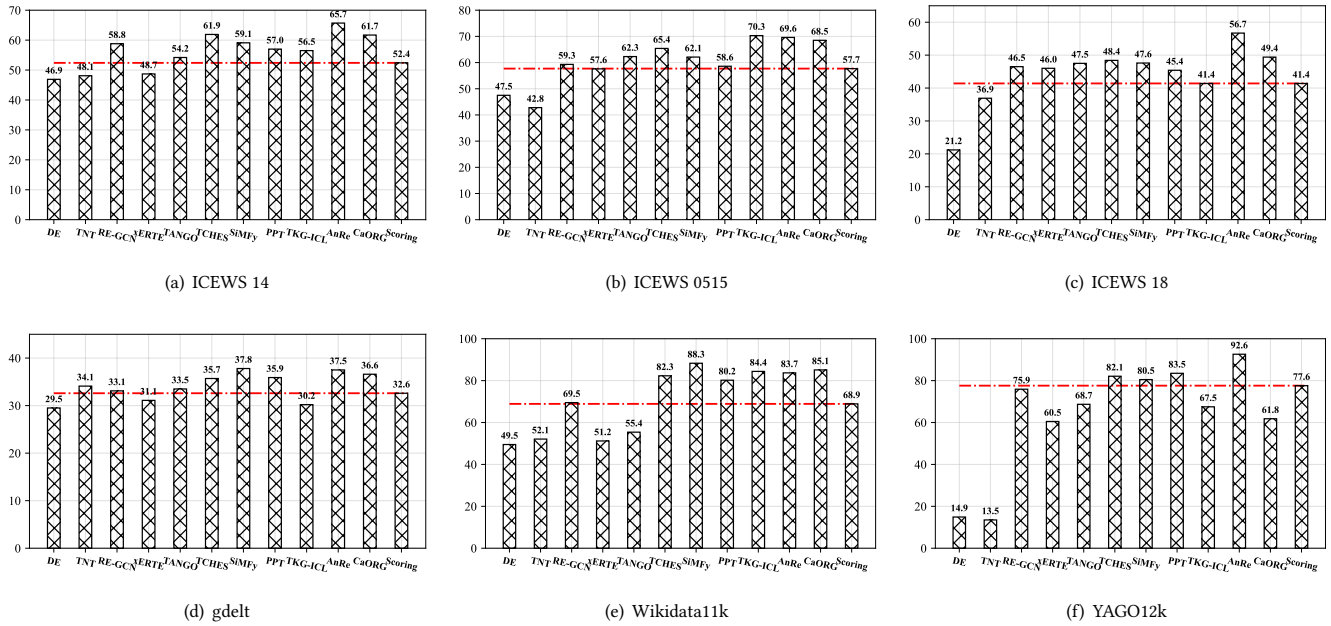 70
60
50
40
30
20
10
0
46.9 48.1 58.8 48.7 54.2 61.9 59.1 57.0 56.5 65.7 61.7 52.4
DE TNT RE-GCN xERTE TANGO TCHES SiMFy PPT TKG-ICL AnRe CaORG Scoring
(a) ICEWS 14
80
70
60
50
40
30
20
10
0
47.5 42.8 59.3 57.6 62.3 65.4 62.1 58.6 70.3 69.6 68.5 57.7
DE TNT RE-GCN xERTE TANGO TCHES SiMFy PPT TKG-ICL AnRe CaORG Scoring
(b) ICEWS 0515
60
50
40
30
20
10
0
21.2 36.9 46.5 46.0 47.5 48.4 47.6 45.4 41.4 56.7 49.4 41.4
DE TNT RE-GCN xERTE TANGO TCHES SiMFy PPT TKG-ICL AnRe CaORG Scoring
(c) ICEWS 18
40
30
20
10
0
29.5 34.1 33.1 31.1 33.5 35.7 37.8 35.9 30.2 37.5 36.6 32.6
DE TNT RE-GCN xERTE TANGO TCHES SiMFy PPT TKG-ICL AnRe CaORG Scoring
(d) gdelt
100
80
60
40
20
0
49.5 52.1 69.5 51.2 55.4 82.3 88.3 80.2 84.4 83.7 85.1 68.9
DE TNT RE-GCN xERTE TANGO TCHES SiMFy PPT TKG-ICL AnRe CaORG Scoring
(e) Wikidata11k
100
80
60
40
20
0
14.9 13.5 75.9 60.5 68.7 82.1 80.5 83.5 67.5 92.6 61.8 77.6
DE TNT RE-GCN xERTE TANGO TCHES SiMFy PPT TKG-ICL AnRe CaORG Scoring
(f) YAGO12k